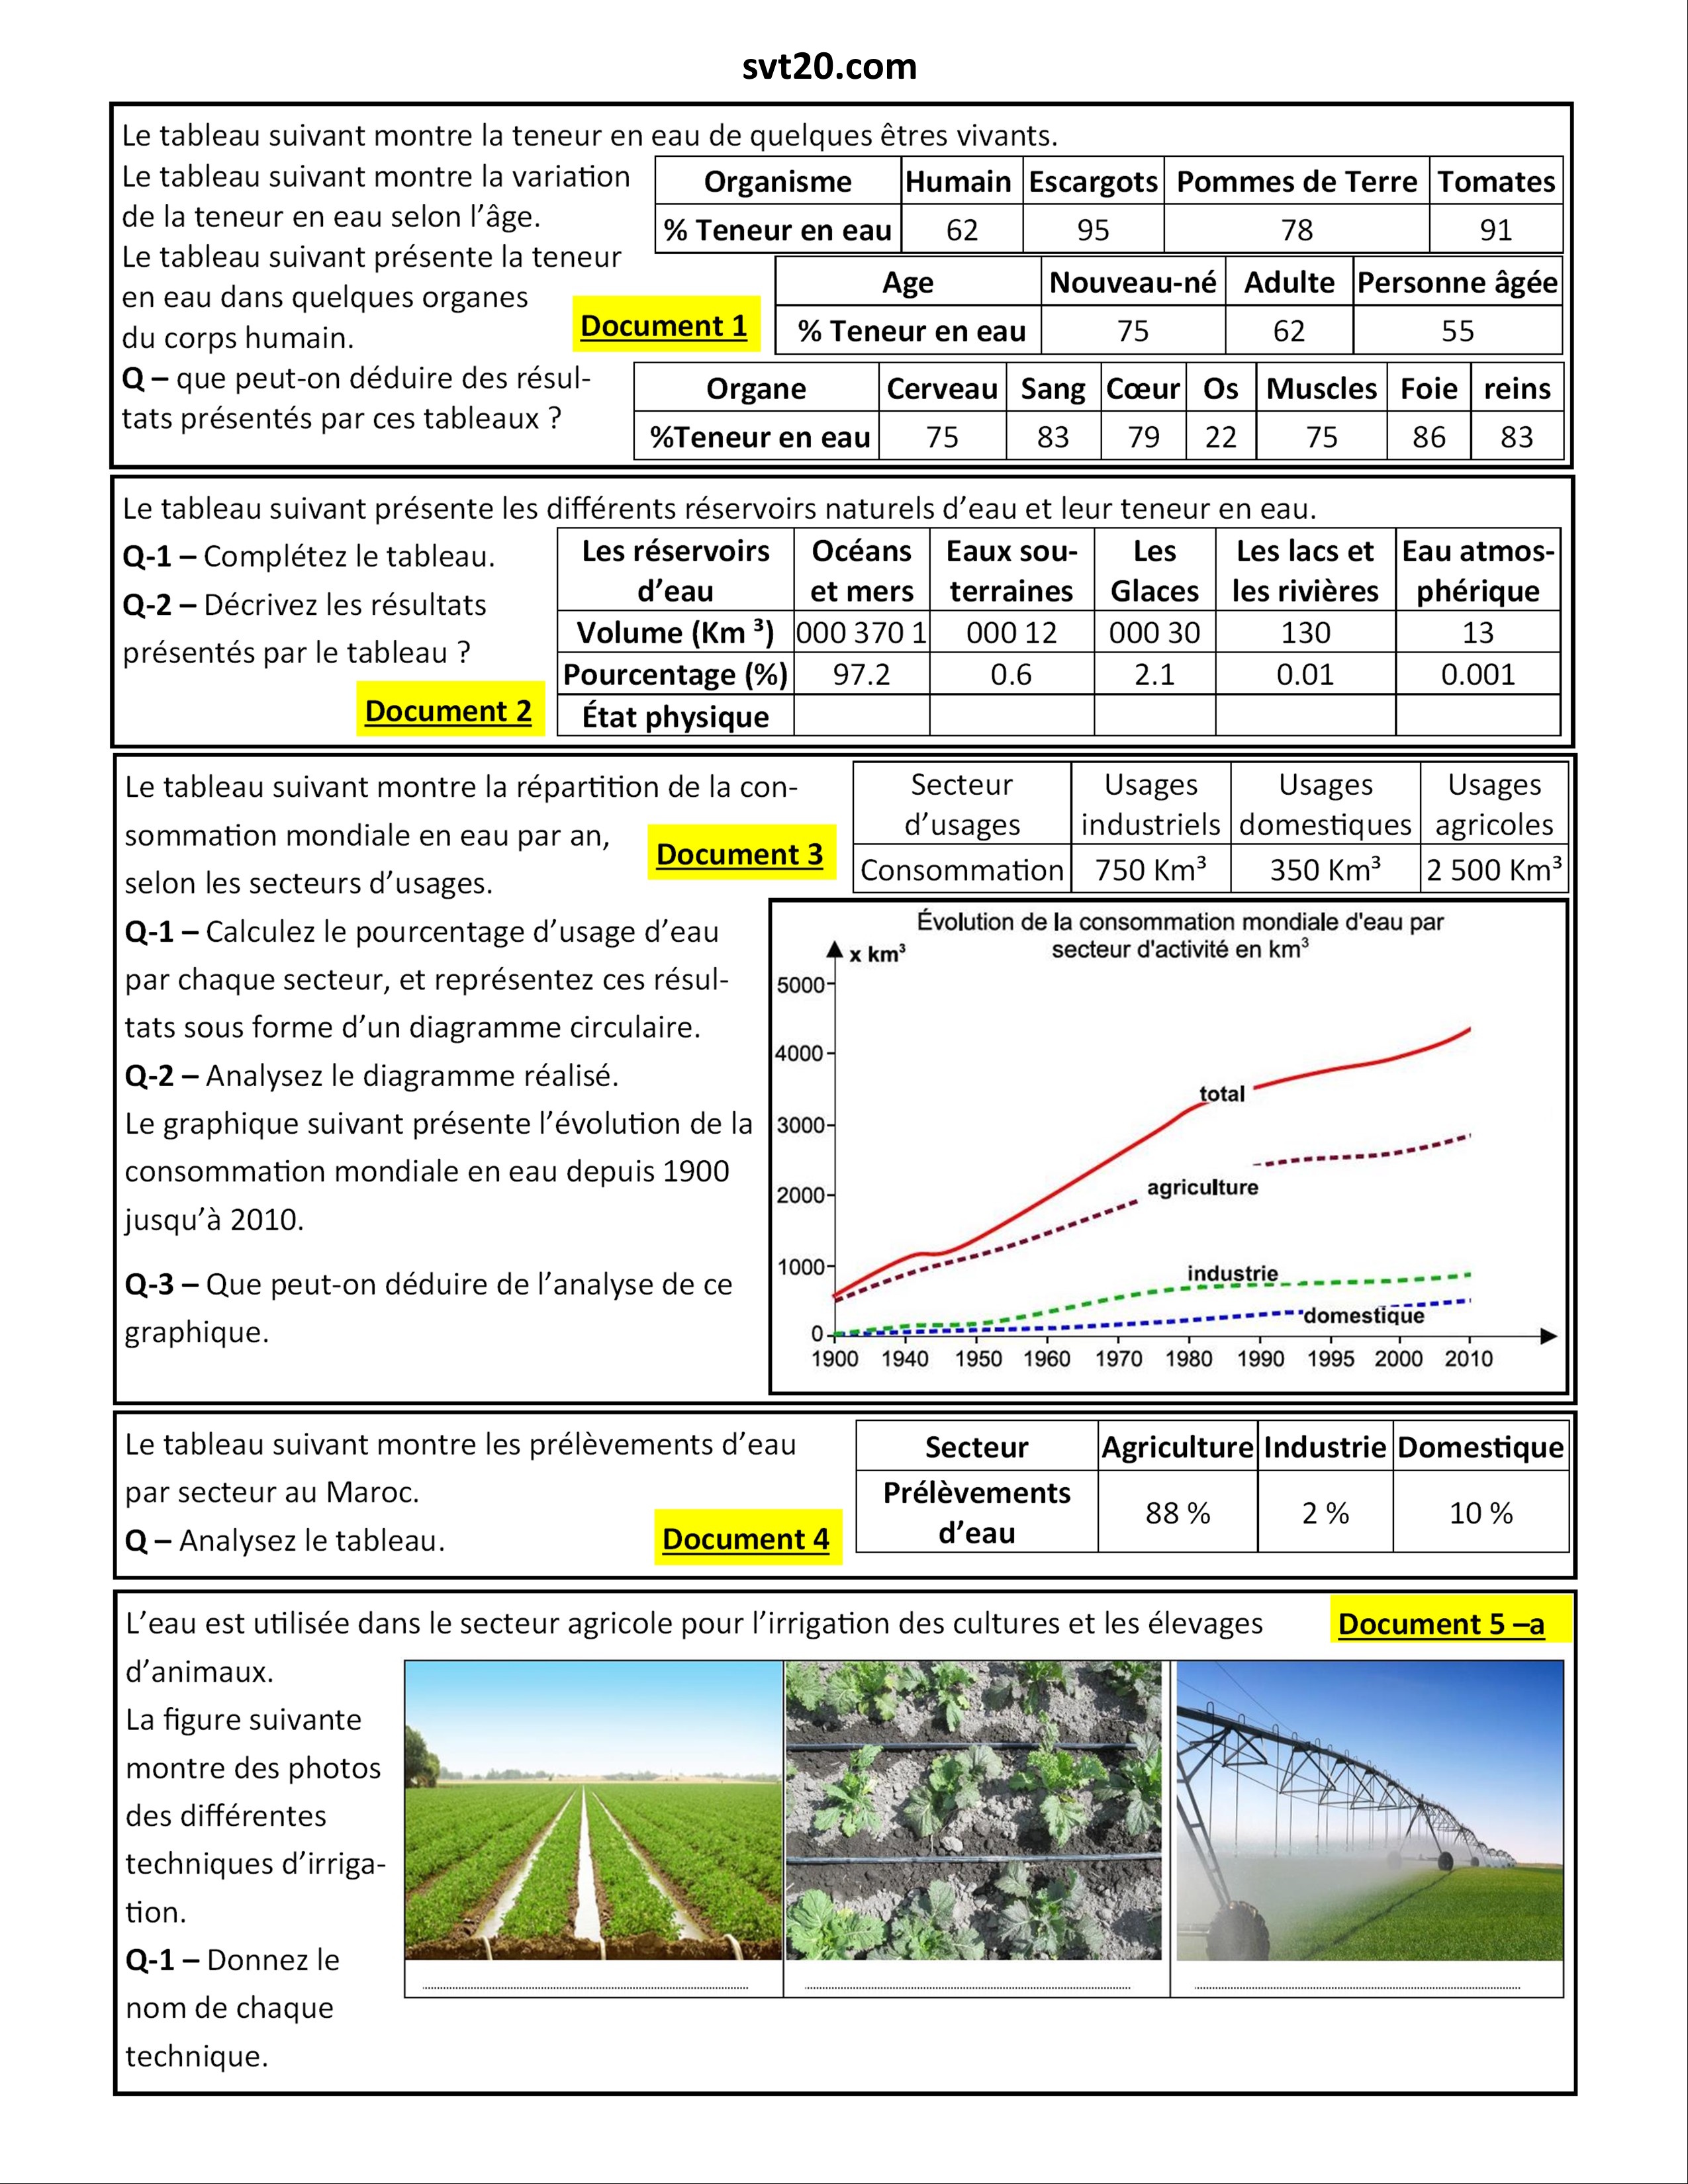 svt20.com
Le tableau suivant montre la teneur en eau de quelques êtres vivants.
Le tableau suivant montre la variation
de la teneur en eau selon l'âge.
Le tableau suivant présente la teneur
en eau dans quelques organes
du corps humain.
Document 1
Q – que peut-on déduire des résul-
tats présentés par ces tableaux ?
Organisme Humain Escargots Pommes de Terre Tomates
% Teneur en eau 62 95 78 91
Age Nouveau-né Adulte Personne âgée
% Teneur en eau 75 62 55
Organe Cerveau Sang Cœur Os Muscles Foie reins
%Teneur en eau 75 83 79 22 75 86 83
Le tableau suivant présente les différents réservoirs naturels d'eau et leur teneur en eau.
Q-1 – Complétez le tableau.
Q-2 – Décrivez les résultats
présentés par le tableau ?
Document 2
Les réservoirs Océans Eaux sou- Les Les lacs et Eau atmos-
d'eau et mers terraines Glaces les rivières phérique
Volume (Km ³) 000 370 1 000 12 000 30 130 13
Pourcentage (%) 97.2 0.6 2.1 0.01 0.001
État physique
Le tableau suivant montre la répartition de la con-
sommation mondiale en eau par an,
selon les secteurs d'usages.
Document 3
Secteur Usages Usages Usages
d'usages industriels domestiques agricoles
Consommation 750 Km³ 350 Km³ 2 500 Km³
Q-1 – Calculez le pourcentage d'usage d'eau
par chaque secteur, et représentez ces résul-
tats sous forme d'un diagramme circulaire.
Q-2 – Analysez le diagramme réalisé.
Le graphique suivant présente l'évolution de la
consommation mondiale en eau depuis 1900
jusqu'à 2010.
Q-3 – Que peut-on déduire de l'analyse de ce
graphique.
Évolution de la consommation mondiale d'eau par
secteur d'activité en km³
x km³
5000
4000
total
3000
2000
agriculture
1000
industrie
domestique
0
1900 1940 1950 1960 1970 1980 1990 1995 2000 2010
Le tableau suivant montre les prélèvements d'eau
par secteur au Maroc.
Q – Analysez le tableau.
Document 4
Secteur Agriculture Industrie Domestique
Prélèvements
d'eau 88 % 2 % 10 %
L'eau est utilisée dans le secteur agricole pour l'irrigation des cultures et les élevages
Document 5 –a
d'animaux.
La figure suivante
montre des photos
des différentes
techniques d'irriga-
tion.
Q-1 – Donnez le
nom de chaque
technique.